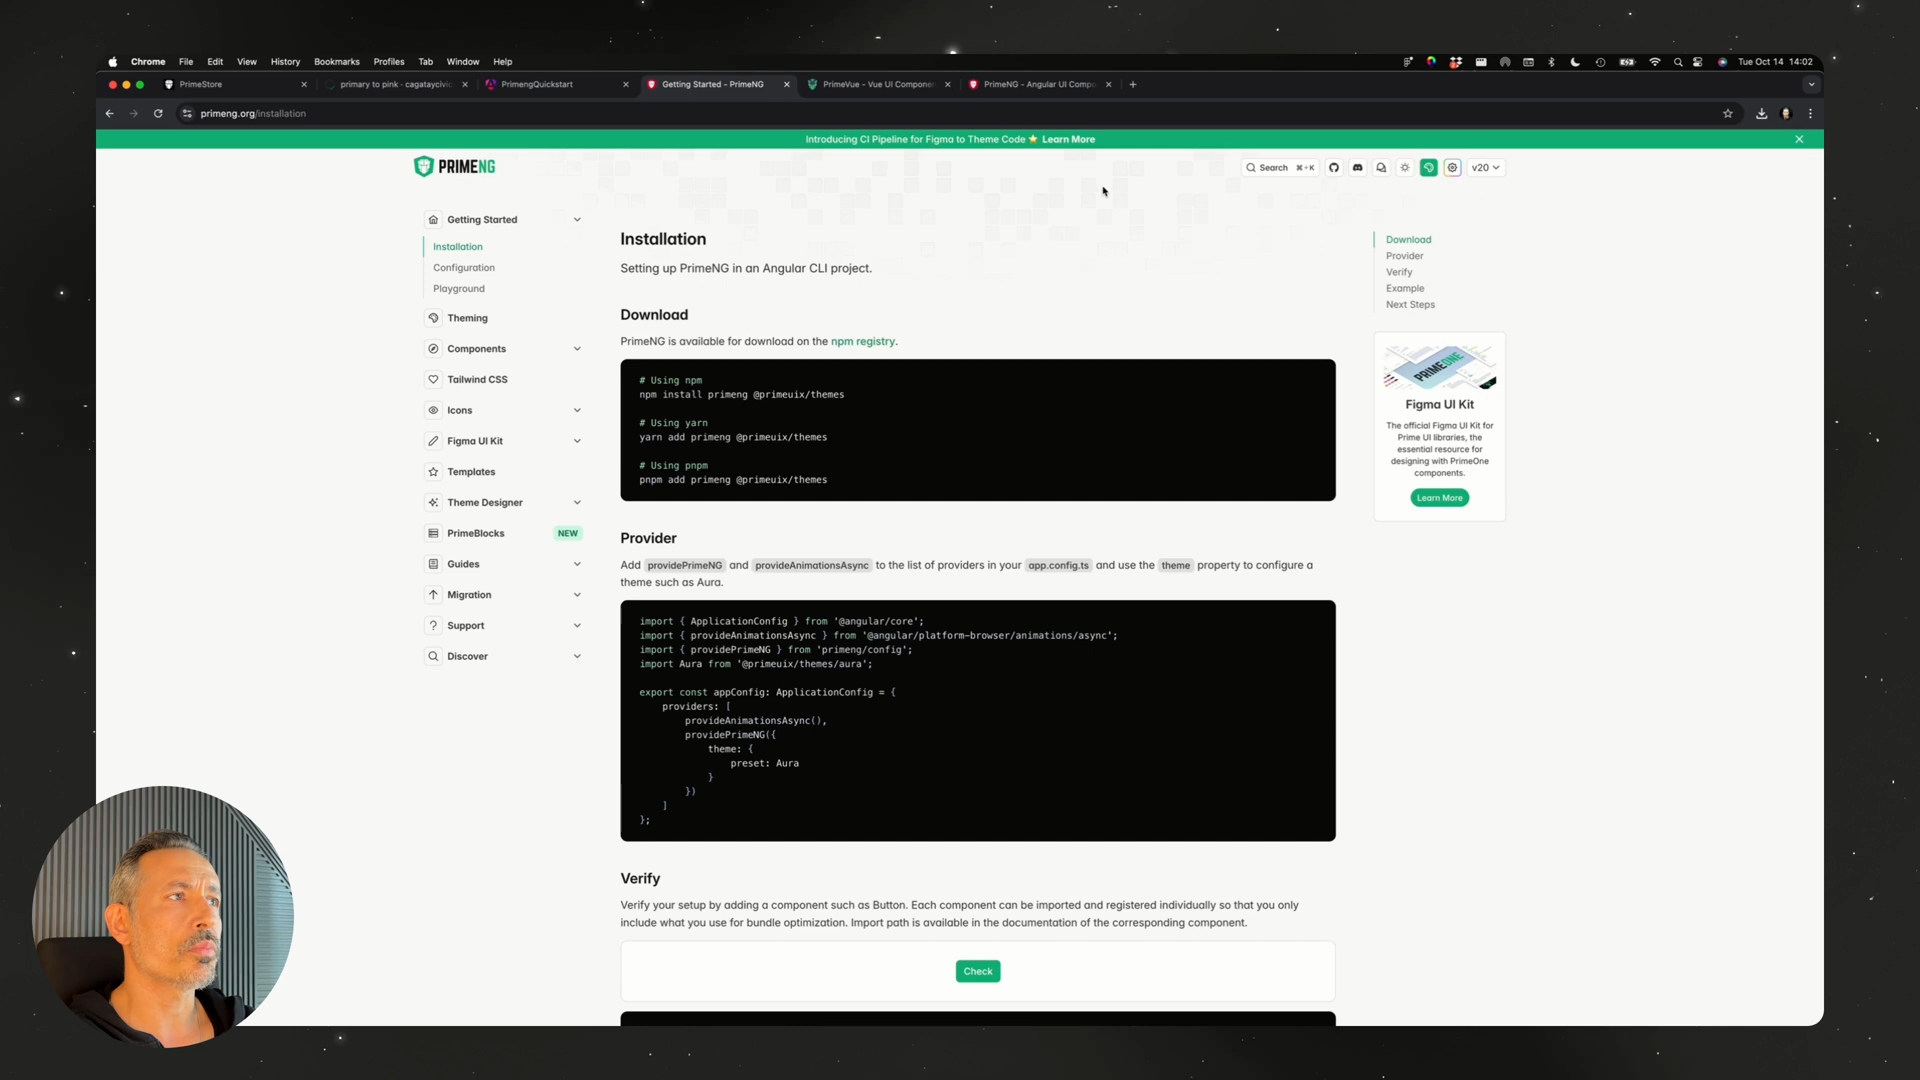 Chrome File Edit View History Bookmarks Profiles Tab Window Help
Tue Oct 14 14:02
PrimeStore
primary to pink - cagataycivic
PrimengQuickstart
Getting Started - PrimeNG
PrimeVue - Vue UI Componen
PrimeNG - Angular UI Compo
primeng.org/installation
Introducing CI Pipeline for Figma to Theme Code ⭐ Learn More
PRIMENG
Search ⌘+K
v20
Getting Started
Installation
Configuration
Playground
Theming
Components
Tailwind CSS
Icons
Figma UI Kit
Templates
Theme Designer
PrimeBlocks NEW
Guides
Migration
Support
Discover
Installation
Setting up PrimeNG in an Angular CLI project.
Download
PrimeNG is available for download on the npm registry.
# Using npm
npm install primeng @primeuix/themes
# Using yarn
yarn add primeng @primeuix/themes
# Using pnpm
pnpm add primeng @primeuix/themes
Provider
Add providePrimeNG and provideAnimationsAsync to the list of providers in your app.config.ts and use the theme property to configure a
theme such as Aura.
import { ApplicationConfig } from '@angular/core';
import { provideAnimationsAsync } from '@angular/platform-browser/animations/async';
import { providePrimeNG } from 'primeng/config';
import Aura from '@primeuix/themes/aura';
export const appConfig: ApplicationConfig = {
providers: [
provideAnimationsAsync(),
providePrimeNG({
theme: {
preset: Aura
}
})
]
};
Verify
Verify your setup by adding a component such as Button. Each component can be imported and registered individually so that you only
include what you use for bundle optimization. Import path is available in the documentation of the corresponding component.
Check
Download
Provider
Verify
Example
Next Steps
PRIMEONE
Figma UI Kit
The official Figma UI Kit for
Prime UI libraries, the
essential resource for
designing with PrimeOne
components.
Learn More